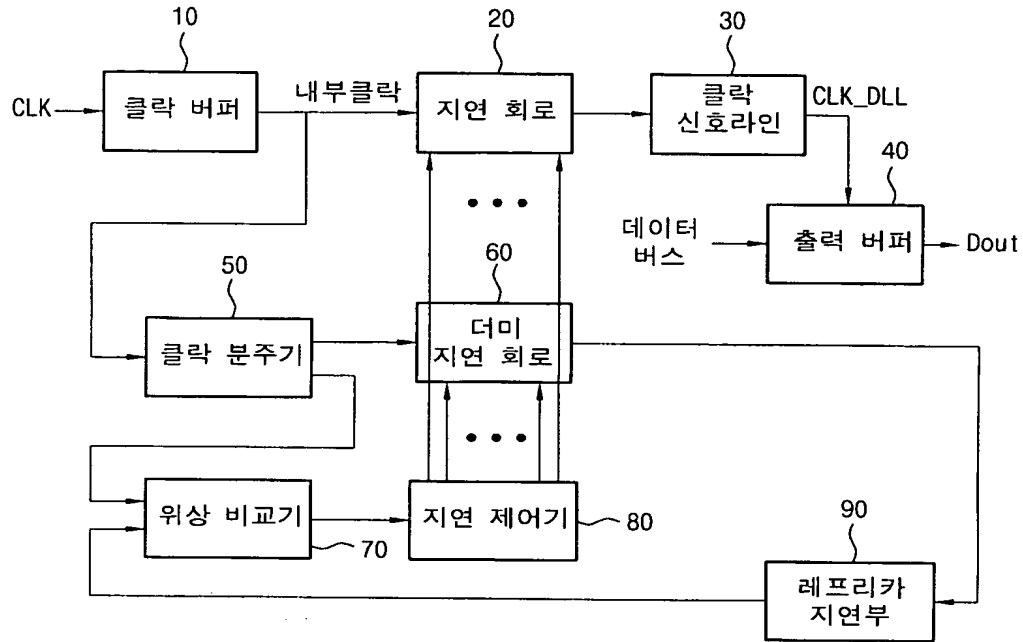 10
20
30
CLK
클락 버퍼
내부클락
지연 회로
클락
신호라인
CLK_DLL
40
데이터
버스
출력 버퍼
Dout
50
60
클락 분주기
더미
지연 회로
위상 비교기
70
지연 제어기
80
90
레프리카
지연부